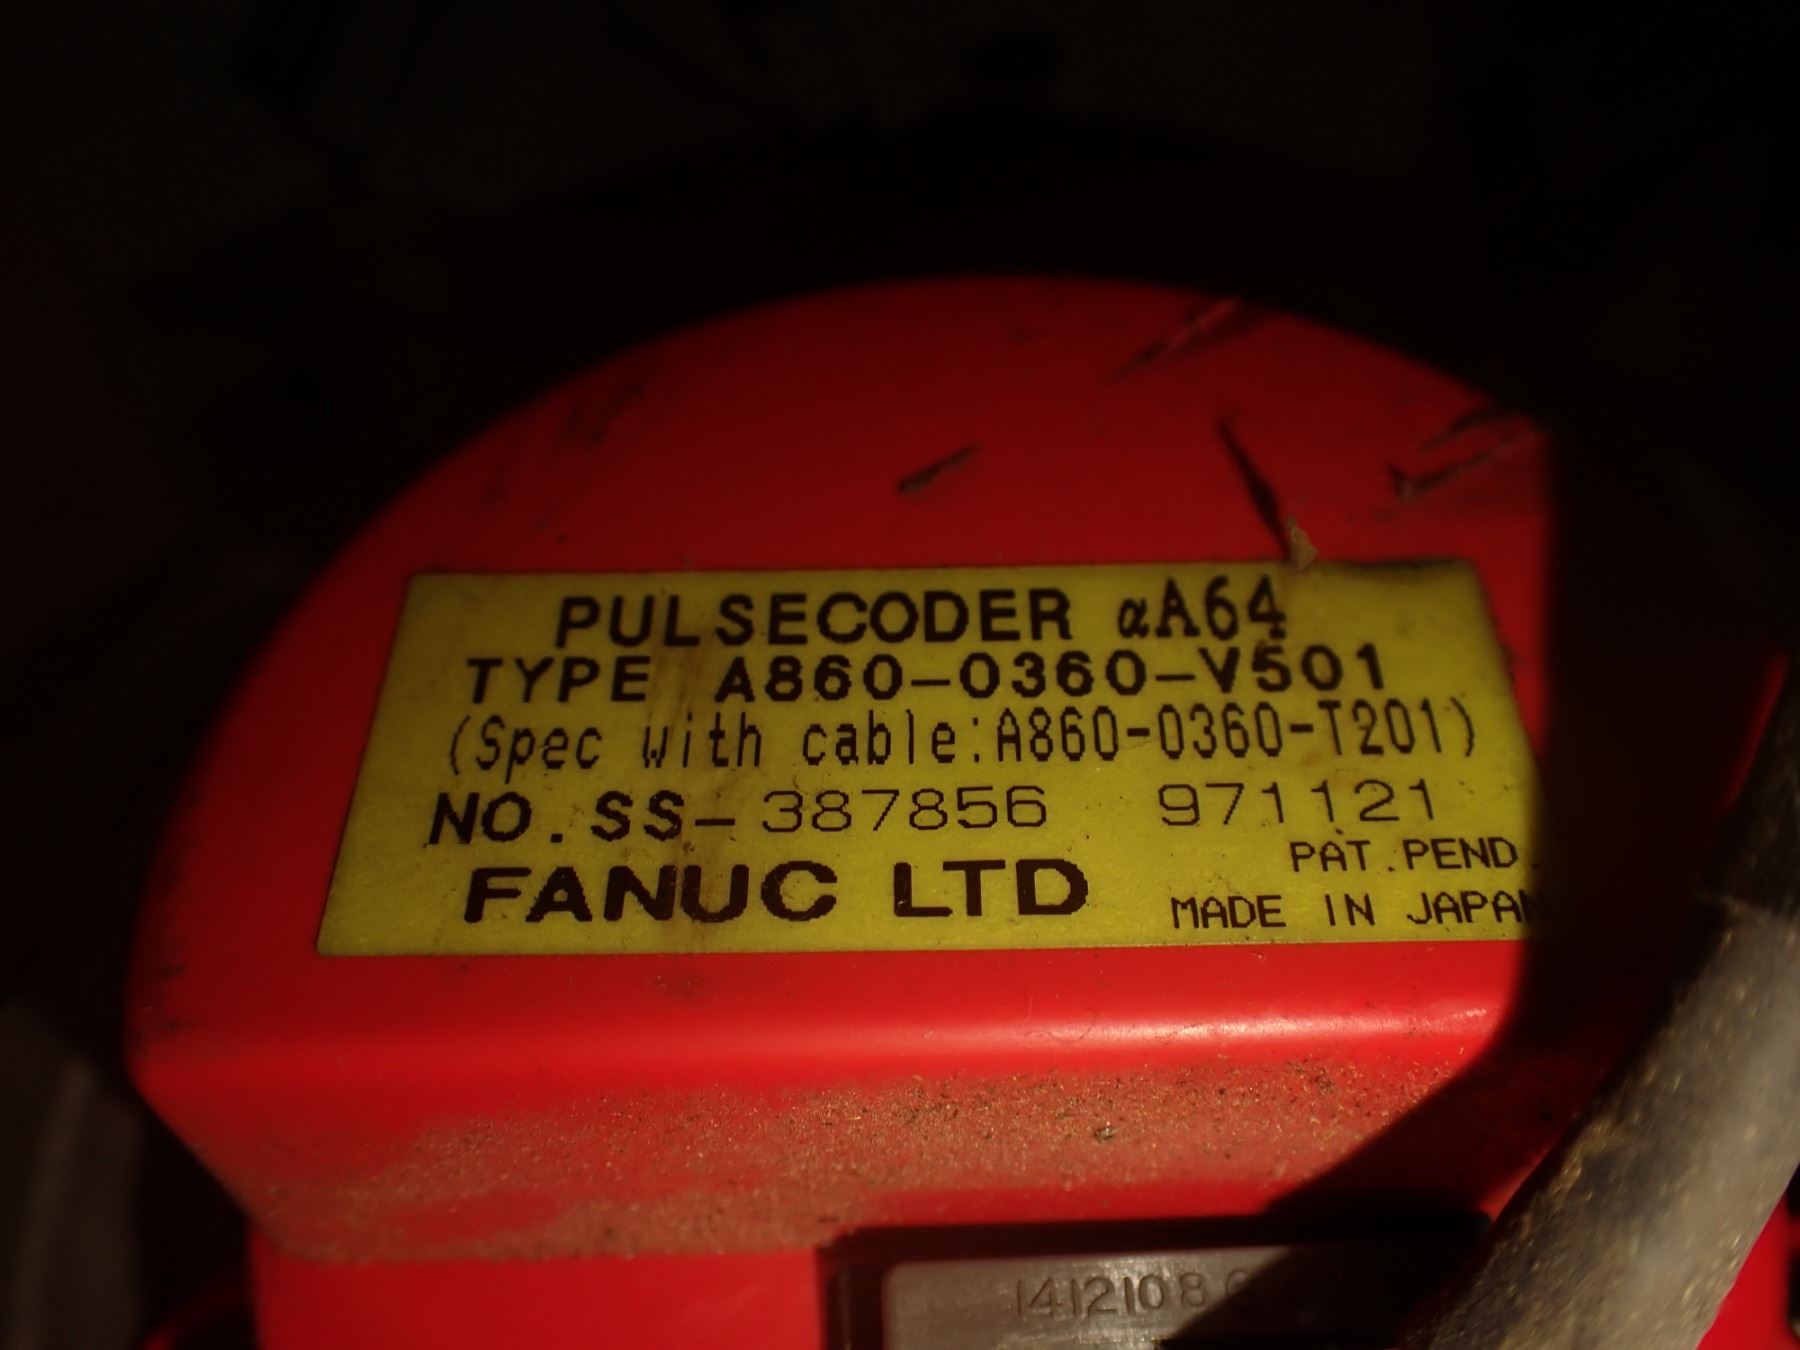 PULSECODER αA64
TYPE A860-0360-V501
(Spec with cable:A860-0360-T201)
NO.SS-387856 971121
PAT.PEND.
FANUC LTD
MADE IN JAPAN